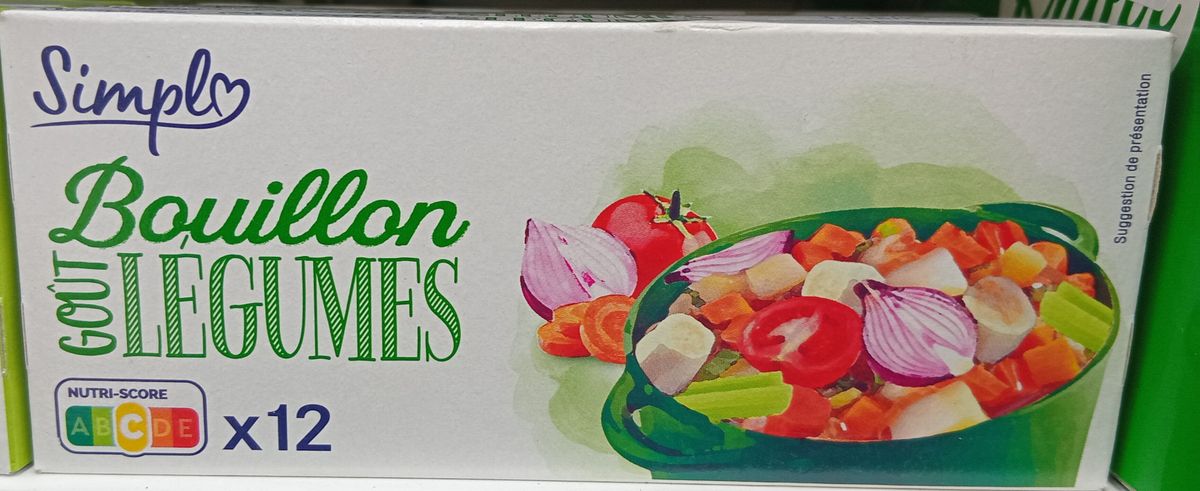 Simpl
Bouillon
GOÛT
LÉGUMES
NUTRI-SCORE
A B C D E
x12
Suggestion de présentation